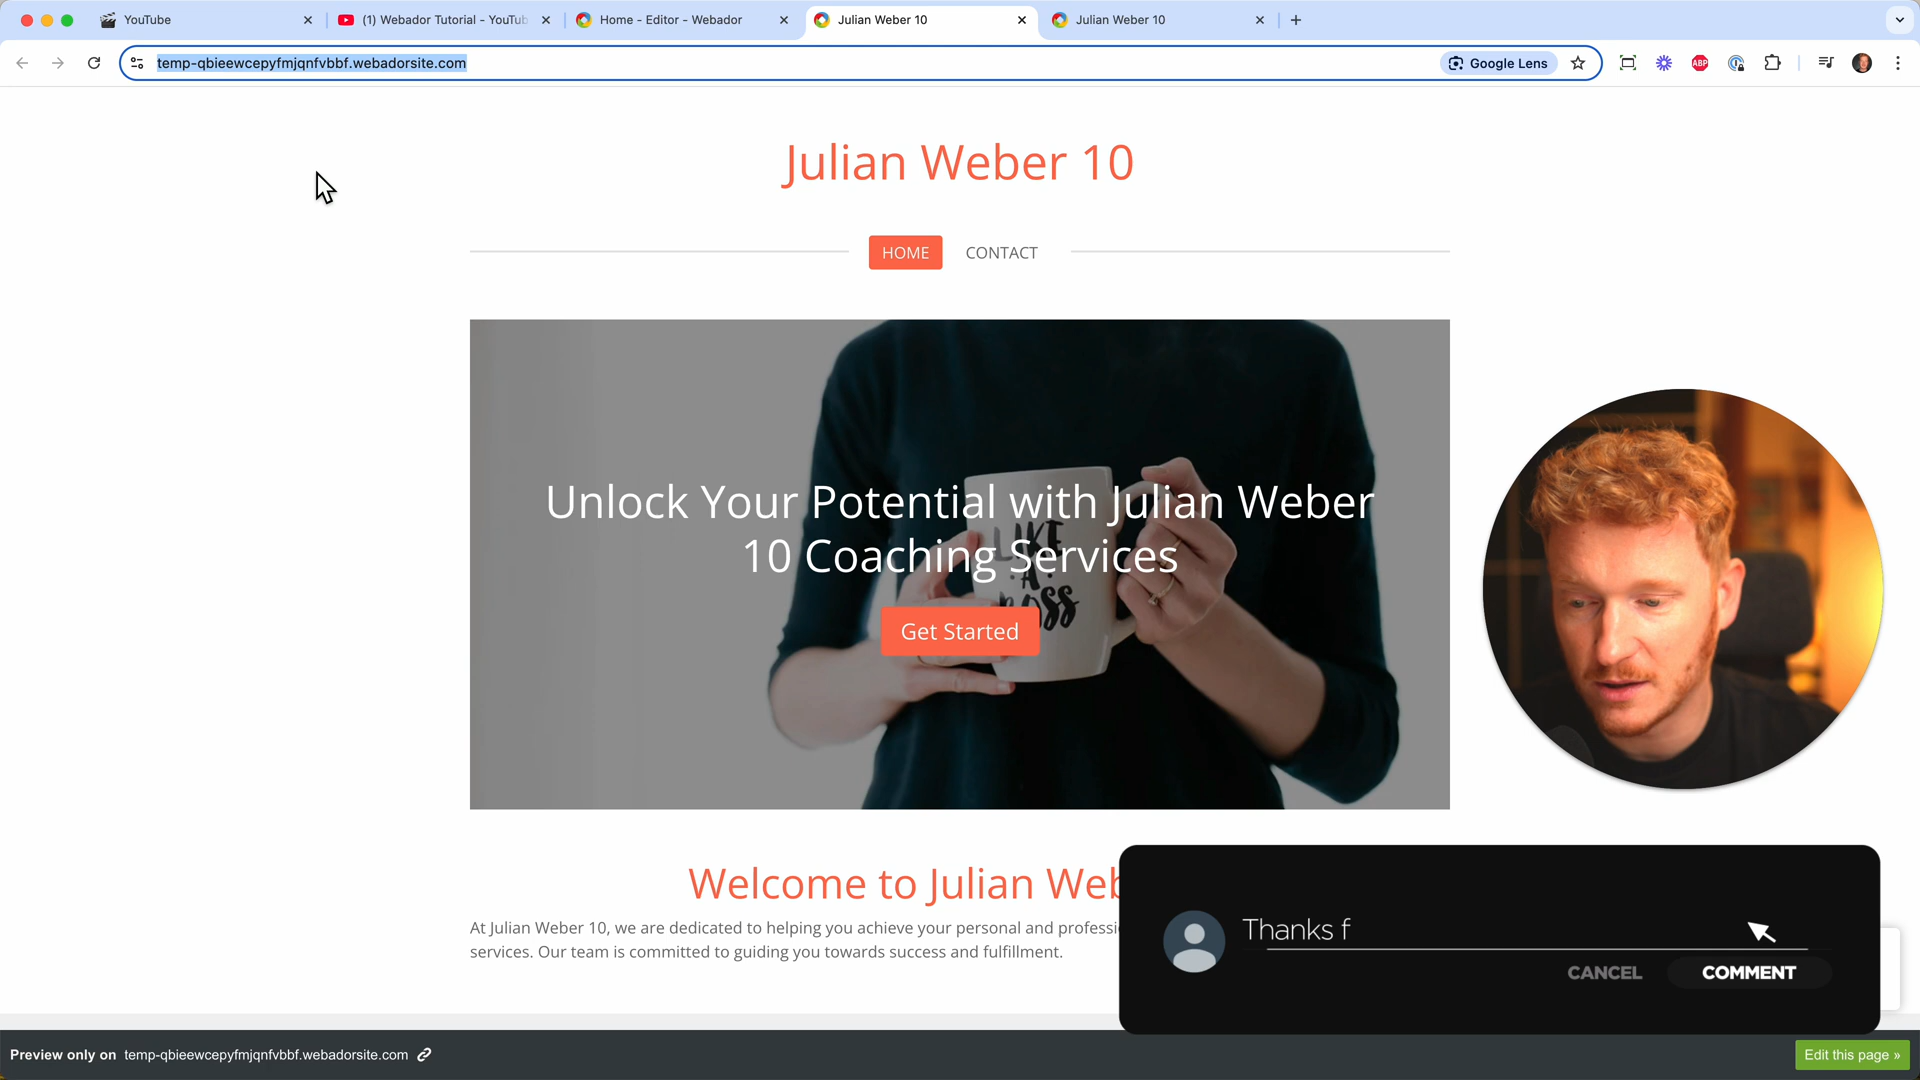 YouTube
(1) Webador Tutorial - YouTub
Home - Editor - Webador
Julian Weber 10
Julian Weber 10
temp-qbieewcepyfmjqnfvbbf.webadorsite.com
Google Lens
ABP
Julian Weber 10
HOME
CONTACT
LIKE
A
BOSS
Unlock Your Potential with Julian Weber
10 Coaching Services
Get Started
Welcome to Julian Web
At Julian Weber 10, we are dedicated to helping you achieve your personal and professi
services. Our team is committed to guiding you towards success and fulfillment.
Thanks f
CANCEL
COMMENT
Preview only on temp-qbieewcepyfmjqnfvbbf.webadorsite.com
Edit this page »